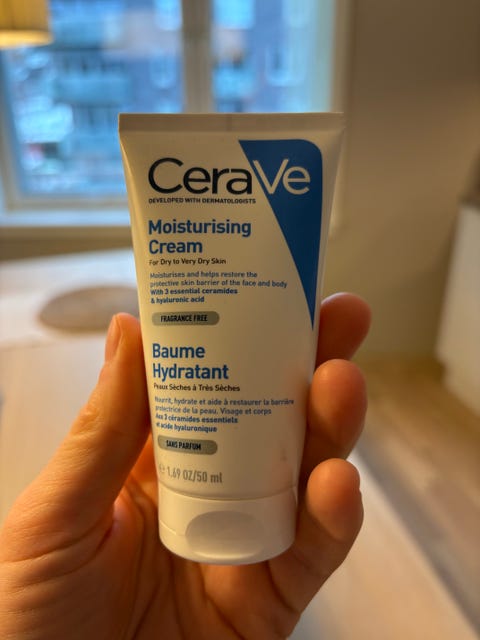 CeraVe
DEVELOPED WITH DERMATOLOGISTS
Moisturising
Cream
For Dry to Very Dry Skin
Moisturises and helps restore the
protective skin barrier of the face and body
With 3 essential ceramides
& hyaluronic acid
FRAGRANCE FREE
Baume
Hydratant
Peaux Sèches à Très Sèches
Nourrit, hydrate et aide à restaurer la barrière
protectrice de la peau. Visage et corps
Aux 3 céramides essentiels
et acide hyaluronique
SANS PARFUM
℮ 1.69 OZ/50 ml